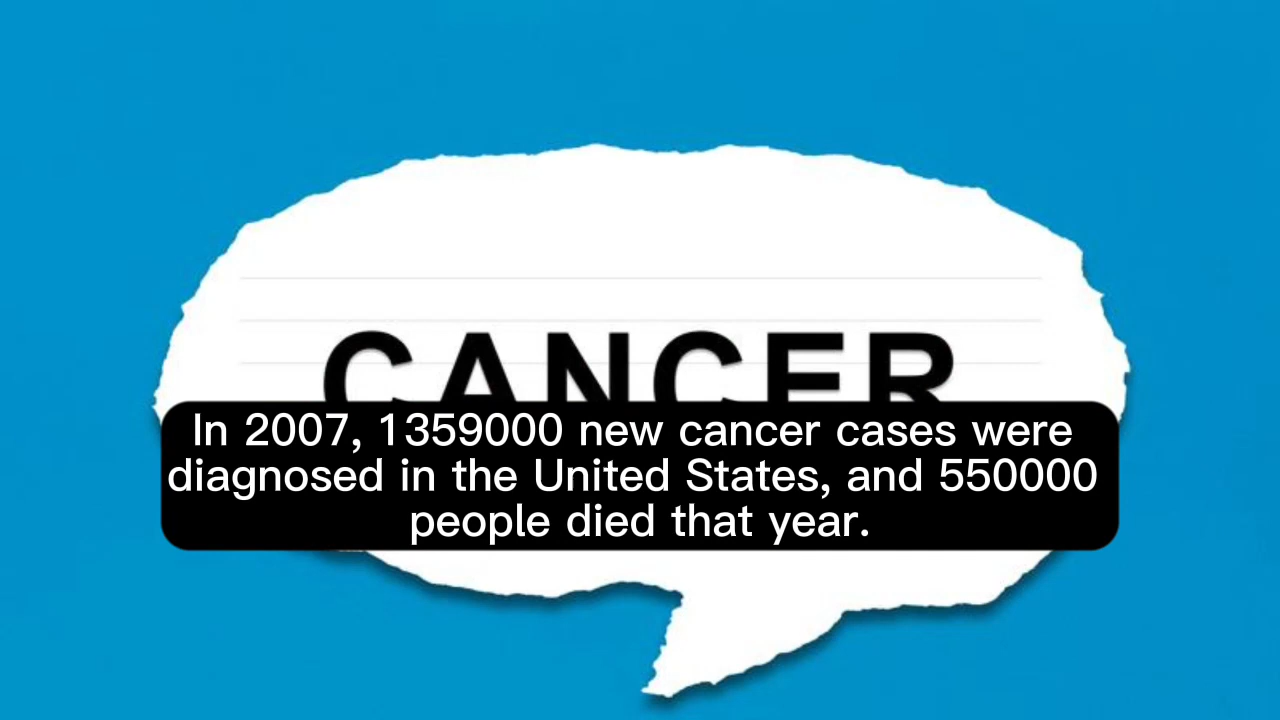 CANCER
In 2007, 1359000 new cancer cases were
diagnosed in the United States, and 550000
people died that year.